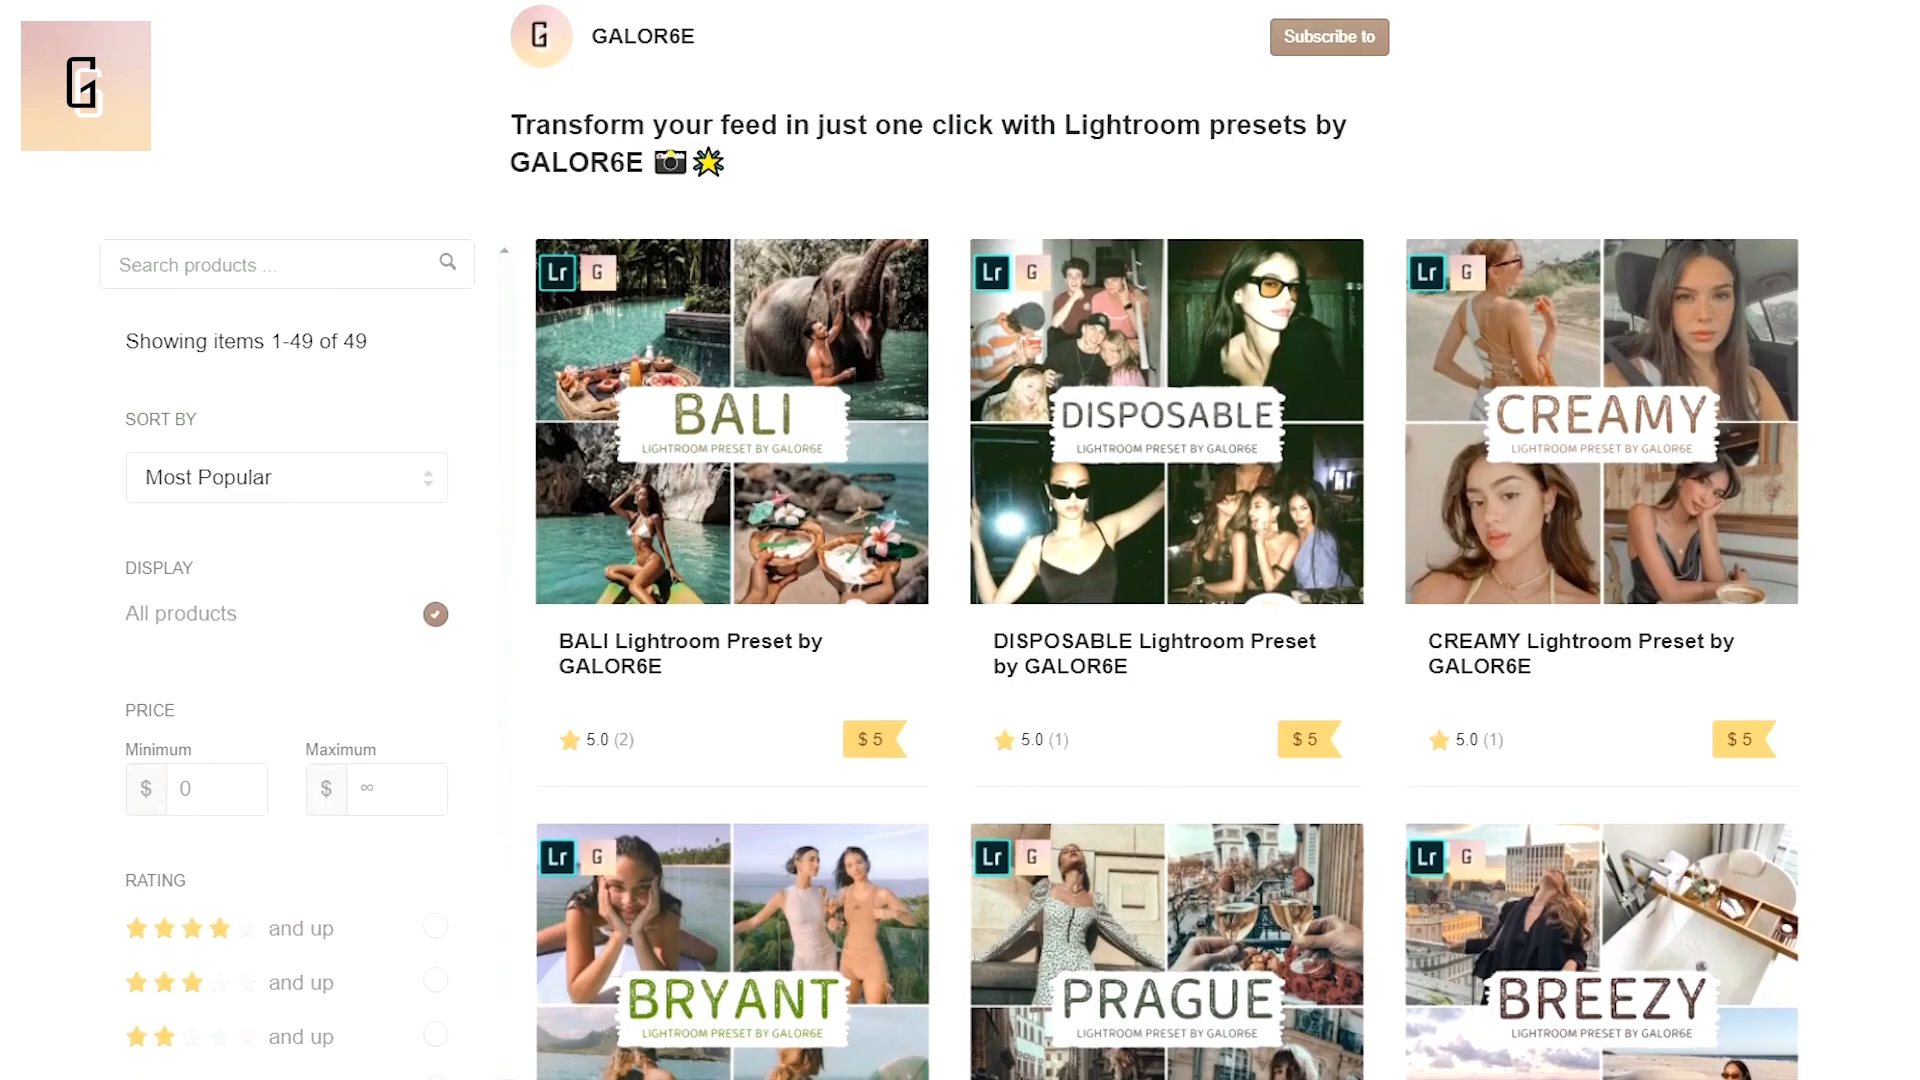 G
G
GALOR6E
Subscribe to
Transform your feed in just one click with Lightroom presets by
GALOR6E
Search products ...
Showing items 1-49 of 49
SORT BY
Most Popular
DISPLAY
All products
PRICE
Minimum
Maximum
$ 0
$ ∞
RATING
and up
and up
and up
Lr G
BALI
LIGHTROOM PRESET BY GALOR6E
BALI Lightroom Preset by
GALOR6E
5.0 (2)
$ 5
Lr G
DISPOSABLE
LIGHTROOM PRESET BY GALOR6E
DISPOSABLE Lightroom Preset
by GALOR6E
5.0 (1)
$ 5
Lr G
CREAMY
LIGHTROOM PRESET BY GALOR6E
CREAMY Lightroom Preset by
GALOR6E
5.0 (1)
$ 5
Lr G
BRYANT
LIGHTROOM PRESET BY GALOR6E
Lr G
PRAGUE
LIGHTROOM PRESET BY GALOR6E
Lr G
BREEZY
LIGHTROOM PRESET BY GALOR6E